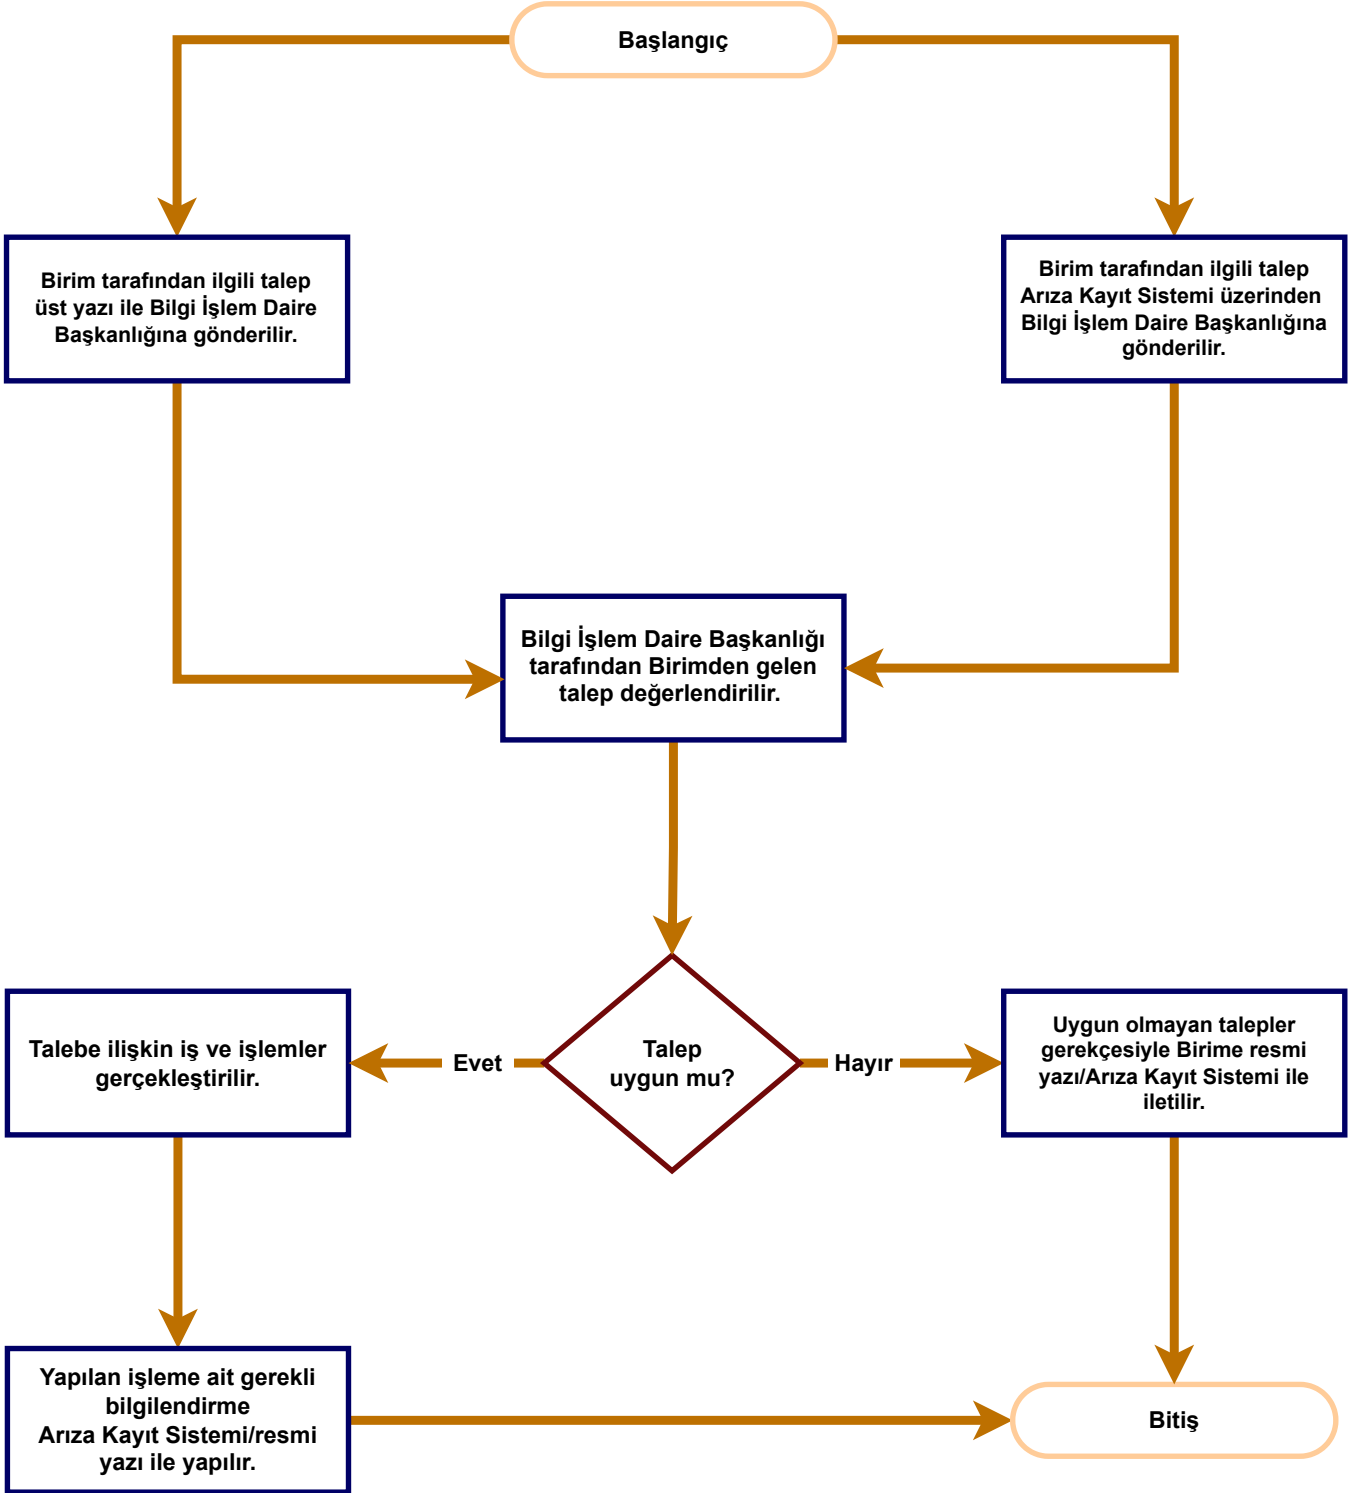 Başlangıç
Birim tarafından ilgili talep
üst yazı ile Bilgi İşlem Daire
Başkanlığına gönderilir.
Birim tarafından ilgili talep
Arıza Kayıt Sistemi üzerinden
Bilgi İşlem Daire Başkanlığına
gönderilir.
Bilgi İşlem Daire Başkanlığı
tarafından Birimden gelen
talep değerlendirilir.
Talebe ilişkin iş ve işlemler
gerçekleştirilir.
Evet
Talep
uygun mu?
Hayır
Uygun olmayan talepler
gerekçesiyle Birime resmi
yazı/Arıza Kayıt Sistemi ile
iletilir.
Yapılan işleme ait gerekli
bilgilendirme
Arıza Kayıt Sistemi/resmi
yazı ile yapılır.
Bitiş